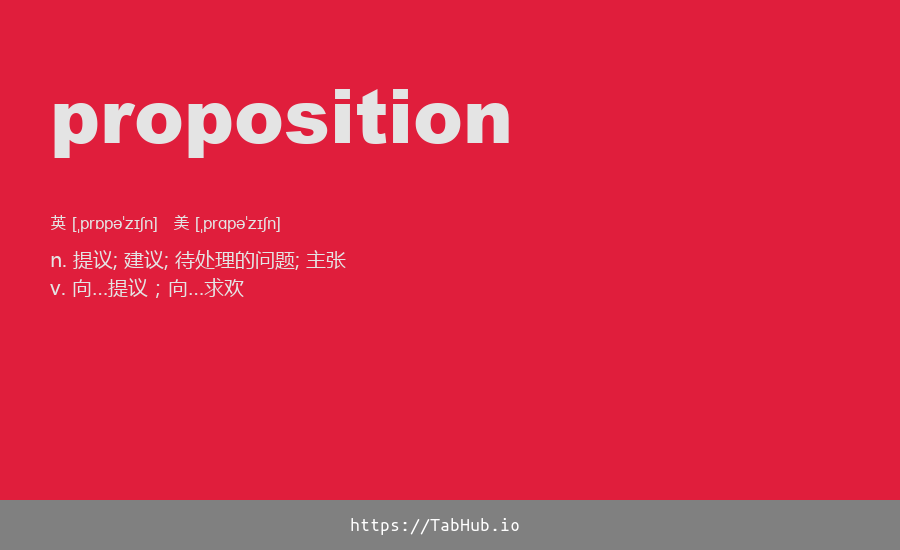 proposition
英 [ˌprɒpəˈzɪʃn] 美 [ˌprɑpəˈzɪʃn]
n. 提议; 建议; 待处理的问题; 主张
v. 向...提议；向...求欢
https://TabHub.io